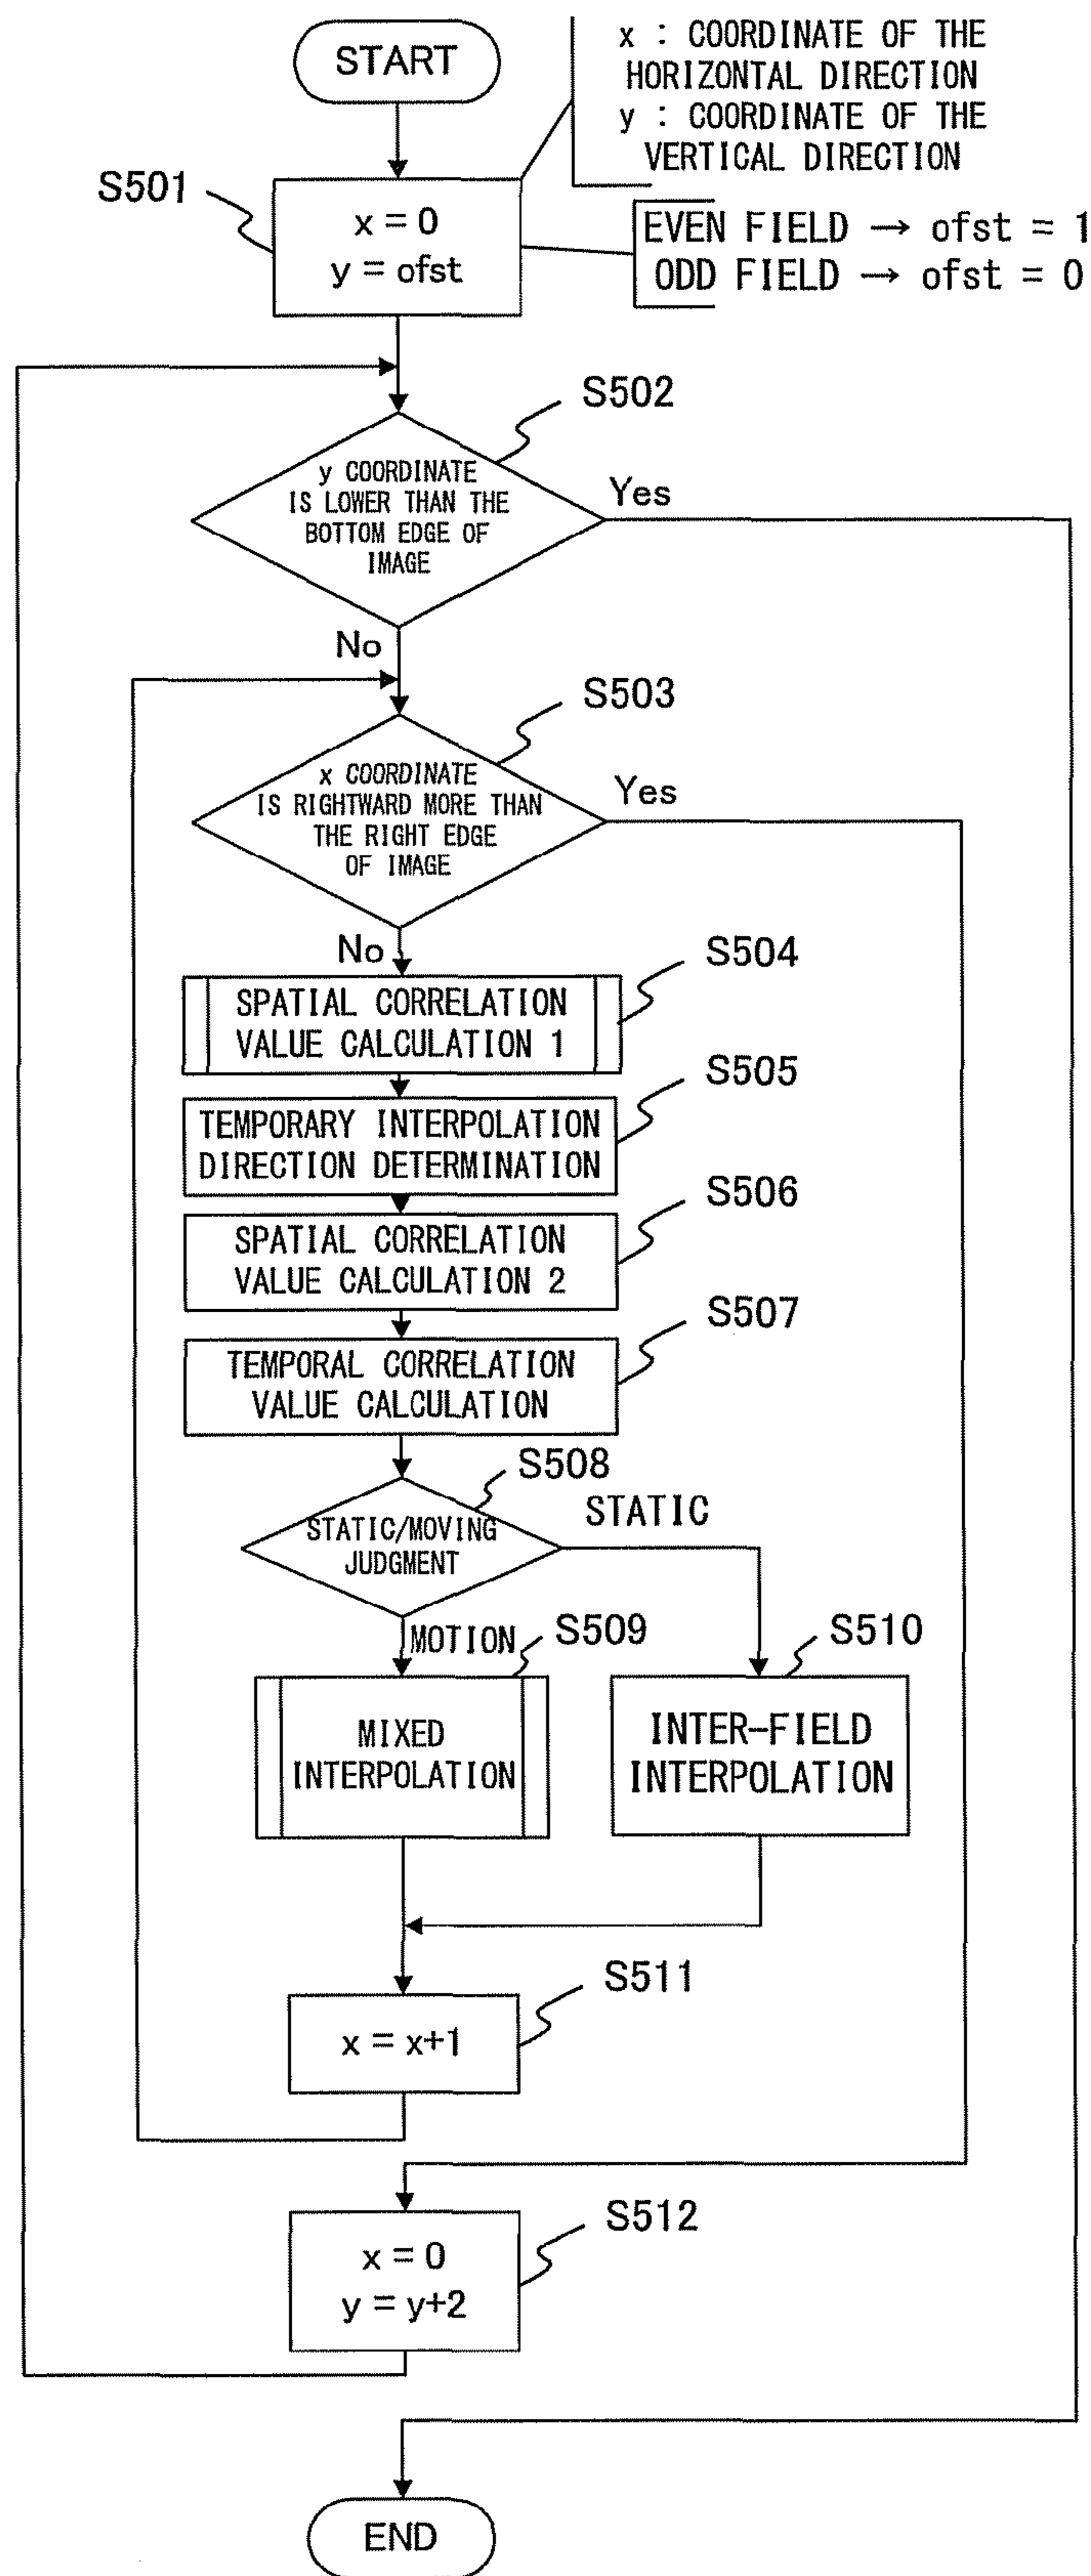 START
x : COORDINATE OF THE
HORIZONTAL DIRECTION
y : COORDINATE OF THE
VERTICAL DIRECTION
S501
x = 0
y = ofst
EVEN FIELD → ofst = 1
ODD FIELD → ofst = 0
S502
y COORDINATE
IS LOWER THAN THE
BOTTOM EDGE OF
IMAGE
Yes
No
S503
x COORDINATE
IS RIGHTWARD MORE THAN
THE RIGHT EDGE
OF IMAGE
Yes
No
S504
SPATIAL CORRELATION
VALUE CALCULATION 1
S505
TEMPORARY INTERPOLATION
DIRECTION DETERMINATION
S506
SPATIAL CORRELATION
VALUE CALCULATION 2
S507
TEMPORAL CORRELATION
VALUE CALCULATION
S508
STATIC/MOVING
JUDGMENT
STATIC
MOTION
S509
MIXED
INTERPOLATION
S510
INTER-FIELD
INTERPOLATION
S511
x = x+1
S512
x = 0
y = y+2
END